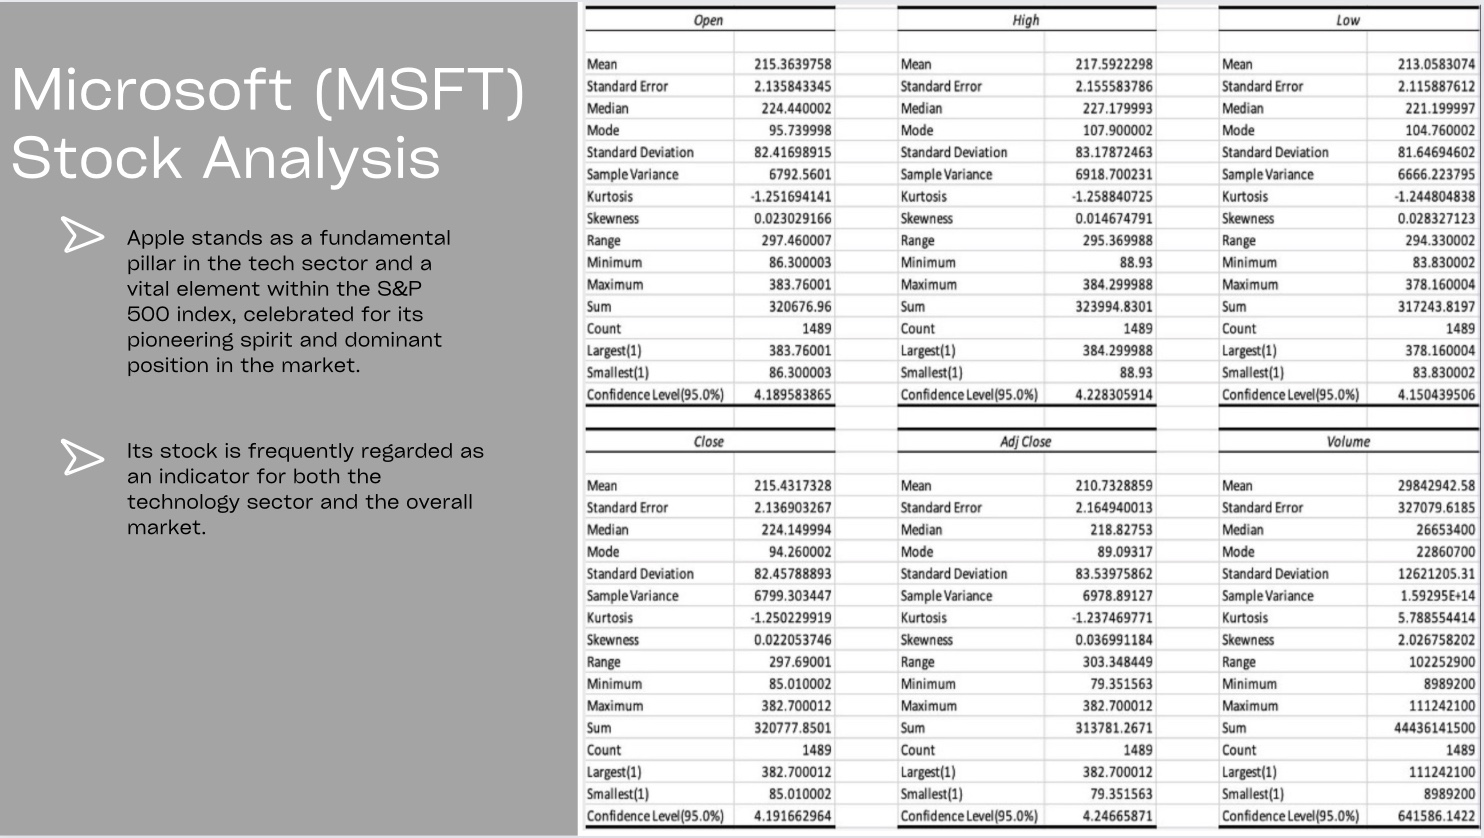 Microsoft (MSFT)
Stock Analysis
Apple stands as a fundamental
pillar in the tech sector and a
vital element within the S&P
500 index, celebrated for its
pioneering spirit and dominant
position in the market.
Its stock is frequently regarded as
an indicator for both the
technology sector and the overall
market.
Open High Low
Mean 215.3639758 Mean 217.5922298 Mean 213.0583074
Standard Error 2.135843345 Standard Error 2.155583786 Standard Error 2.115887612
Median 224.440002 Median 227.179993 Median 221.199997
Mode 95.739998 Mode 107.900002 Mode 104.760002
Standard Deviation 82.41698915 Standard Deviation 83.17872463 Standard Deviation 81.64694602
Sample Variance 6792.5601 Sample Variance 6918.700231 Sample Variance 6666.223795
Kurtosis -1.251694141 Kurtosis -1.258840725 Kurtosis -1.244804838
Skewness 0.023029166 Skewness 0.014674791 Skewness 0.028327123
Range 297.460007 Range 295.369988 Range 294.330002
Minimum 86.300003 Minimum 88.93 Minimum 83.830002
Maximum 383.76001 Maximum 384.299988 Maximum 378.160004
Sum 320676.96 Sum 323994.8301 Sum 317243.8197
Count 1489 Count 1489 Count 1489
Largest(1) 383.76001 Largest(1) 384.299988 Largest(1) 378.160004
Smallest(1) 86.300003 Smallest(1) 88.93 Smallest(1) 83.830002
Confidence Level(95.0%) 4.189583865 Confidence Level(95.0%) 4.228305914 Confidence Level(95.0%) 4.150439506
Close Adj Close Volume
Mean 215.4317328 Mean 210.7328859 Mean 29842942.58
Standard Error 2.136903267 Standard Error 2.164940013 Standard Error 327079.6185
Median 224.149994 Median 218.82753 Median 26653400
Mode 94.260002 Mode 89.09317 Mode 22860700
Standard Deviation 82.45788893 Standard Deviation 83.53975862 Standard Deviation 12621205.31
Sample Variance 6799.303447 Sample Variance 6978.89127 Sample Variance 1.59295E+14
Kurtosis -1.250229919 Kurtosis -1.237469771 Kurtosis 5.788554414
Skewness 0.022053746 Skewness 0.036991184 Skewness 2.026758202
Range 297.69001 Range 303.348449 Range 102252900
Minimum 85.010002 Minimum 79.351563 Minimum 8989200
Maximum 382.700012 Maximum 382.700012 Maximum 111242100
Sum 320777.8501 Sum 313781.2671 Sum 44436141500
Count 1489 Count 1489 Count 1489
Largest(1) 382.700012 Largest(1) 382.700012 Largest(1) 111242100
Smallest(1) 85.010002 Smallest(1) 79.351563 Smallest(1) 8989200
Confidence Level(95.0%) 4.191662964 Confidence Level(95.0%) 4.24665871 Confidence Level(95.0%) 641586.1422